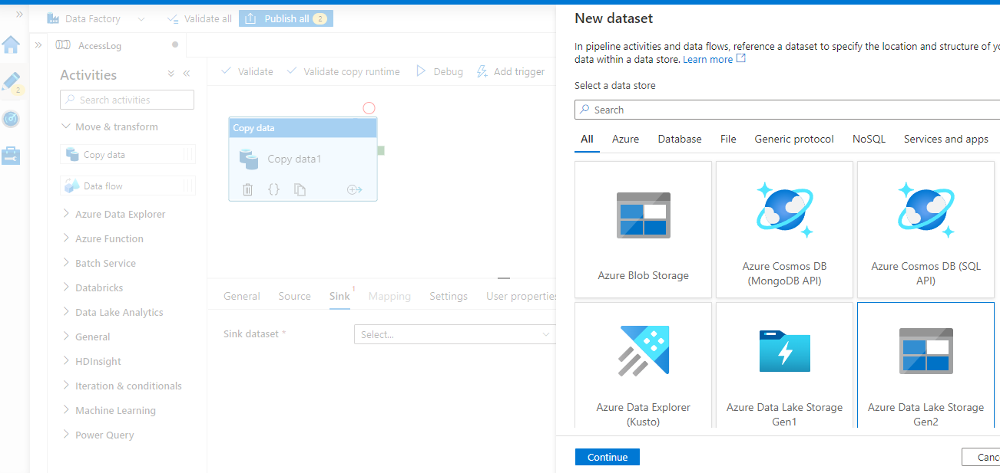 Data Factory
Validate all
Publish all 2
AccessLog
Activities
Search activities
Move & transform
Copy data
Data flow
Azure Data Explorer
Azure Function
Batch Service
Databricks
Data Lake Analytics
General
HDInsight
Iteration & conditionals
Machine Learning
Power Query
2
Validate
Validate copy runtime
Debug
Add trigger
Copy data
Copy data1
{}
General
Source
Sink 1
Mapping
Settings
User properties
Sink dataset *
Select...
New dataset
In pipeline activities and data flows, reference a dataset to specify the location and structure of yo
data within a data store. Learn more
Select a data store
Search
All
Azure
Database
File
Generic protocol
NoSQL
Services and apps
Azure Blob Storage
Azure Cosmos DB
(MongoDB API)
Azure Cosmos DB (SQL
API)
Azure Data Explorer
(Kusto)
Azure Data Lake Storage
Gen1
Azure Data Lake Storage
Gen2
Continue
Canc